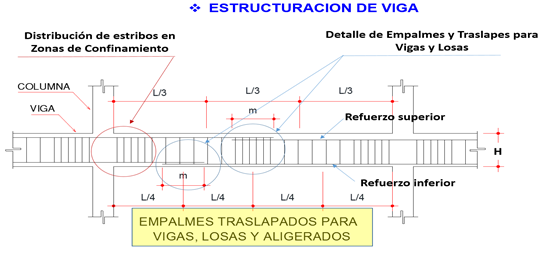 ❖ ESTRUCTURACION DE VIGA
Distribución de estribos en
Zonas de Confinamiento
Detalle de Empalmes y Traslapes para
Vigas y Losas
COLUMNA
VIGA
L/3
L/3
L/3
m
Refuerzo superior
H
m
Refuerzo inferior
L/4
L/4
L/4
L/4
EMPALMES TRASLAPADOS PARA
VIGAS, LOSAS Y ALIGERADOS